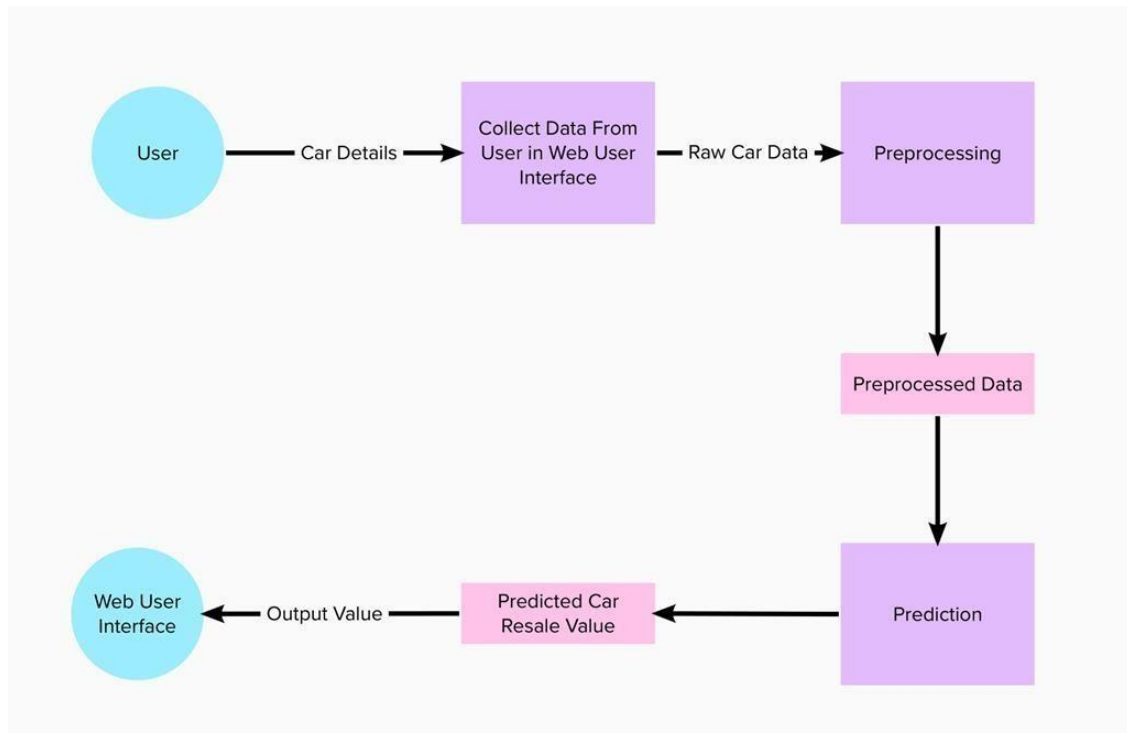 User
Car Details
Collect Data From
User in Web User
Interface
Raw Car Data
Preprocessing
Preprocessed Data
Prediction
Predicted Car
Resale Value
Output Value
Web User
Interface